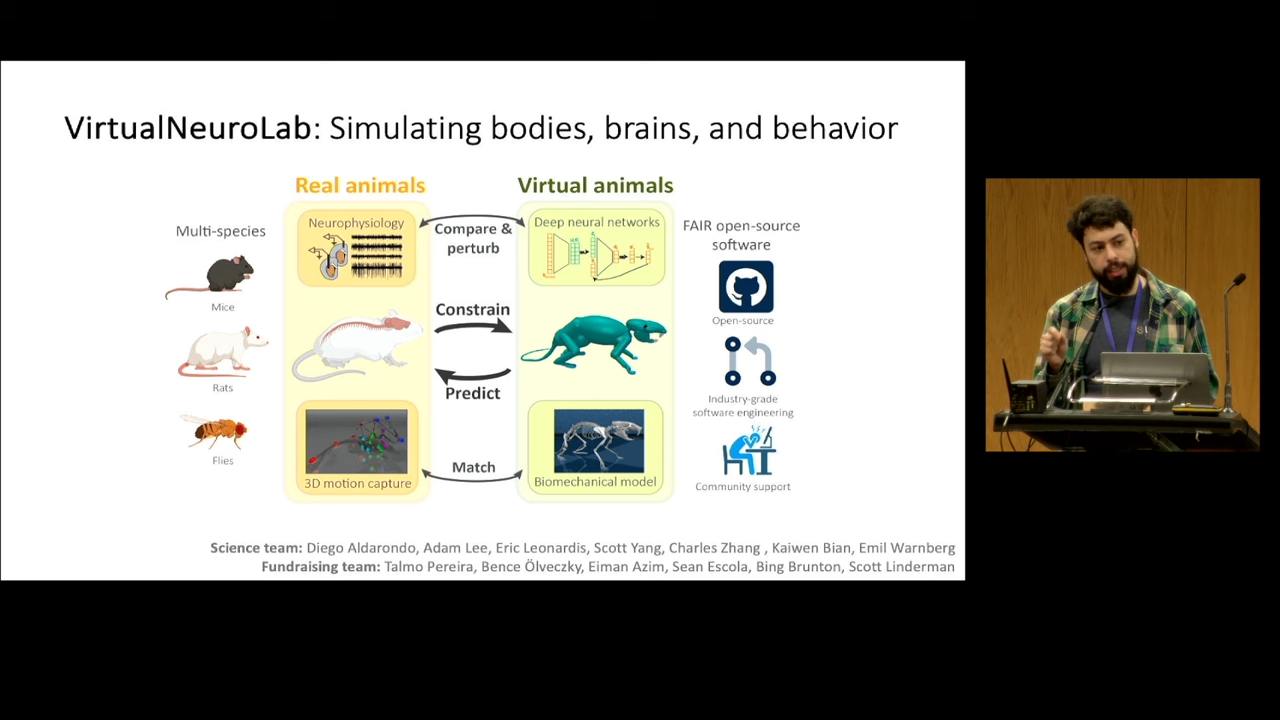 VirtualNeuroLab: Simulating bodies, brains, and behavior
Real animals
Virtual animals
Multi-species
Mice
Rats
Flies
Neurophysiology
3D motion capture
Compare &
perturb
Constrain
Predict
Match
Deep neural networks
Biomechanical model
FAIR open-source
software
Open-source
Industry-grade
software engineering
Community support
Science team: Diego Aldarondo, Adam Lee, Eric Leonardis, Scott Yang, Charles Zhang , Kaiwen Bian, Emil Warnberg
Fundraising team: Talmo Pereira, Bence Ölveczky, Eiman Azim, Sean Escola, Bing Brunton, Scott Linderman